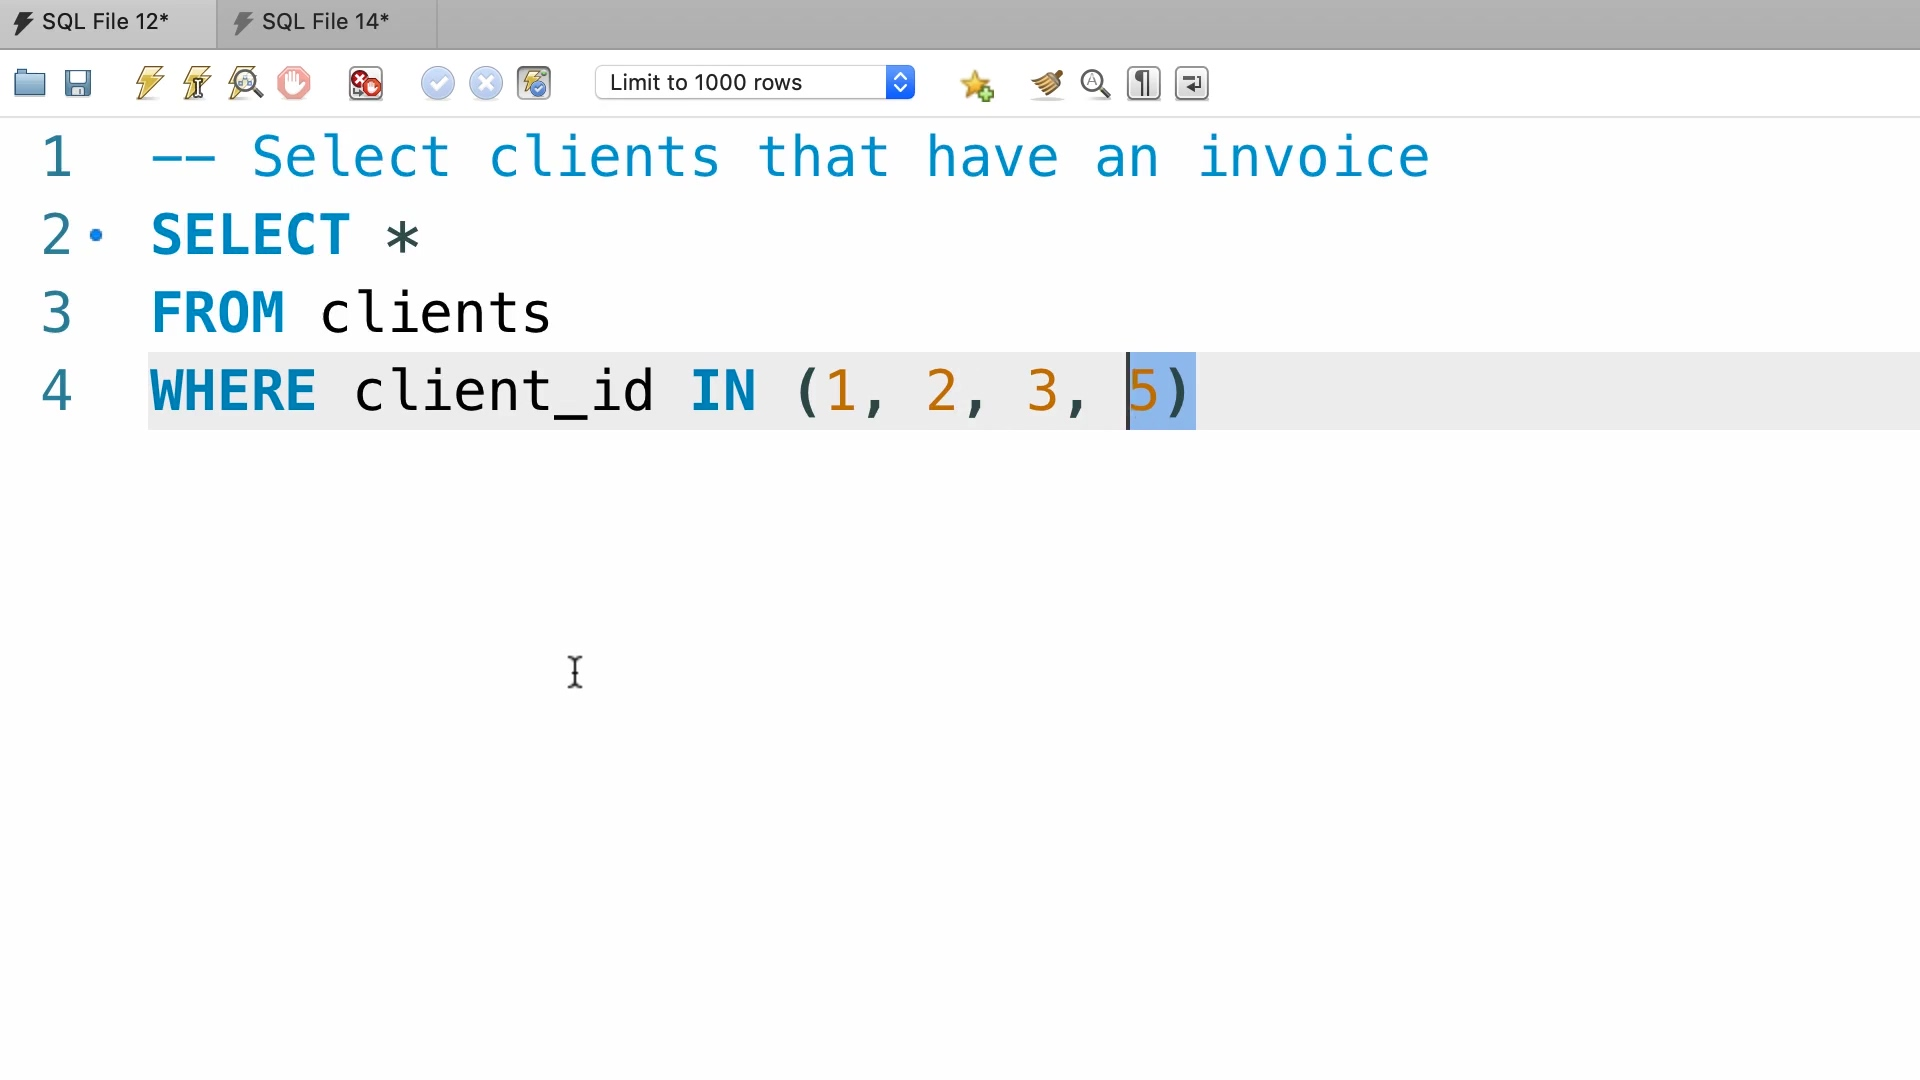 SQL File 12*
SQL File 14*
Limit to 1000 rows
1 -- Select clients that have an invoice
2 SELECT *
3 FROM clients
4 WHERE client_id IN (1, 2, 3, 5)